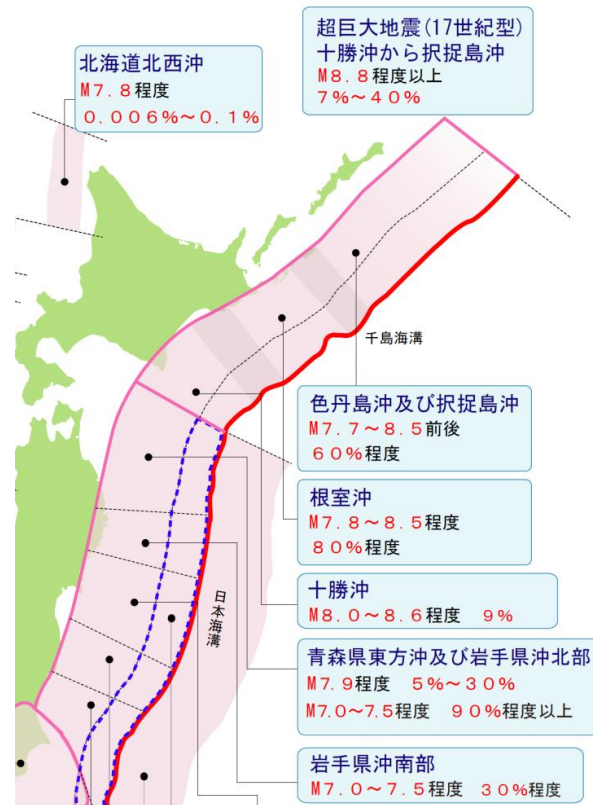 北海道北西沖
M7.8程度
0.006%~0.1%
超巨大地震(17世紀型)
十勝沖から択捉島沖
M8.8程度以上
7%~40%
千島海溝
色丹島沖及び択捉島沖
M7.7~8.5前後
60%程度
根室沖
M7.8~8.5程度
80%程度
十勝沖
M8.0~8.6程度 9%
日本海溝
青森県東方沖及び岩手県沖北部
M7.9程度 5%~30%
M7.0~7.5程度 90%程度以上
岩手県沖南部
M7.0~7.5程度 30%程度